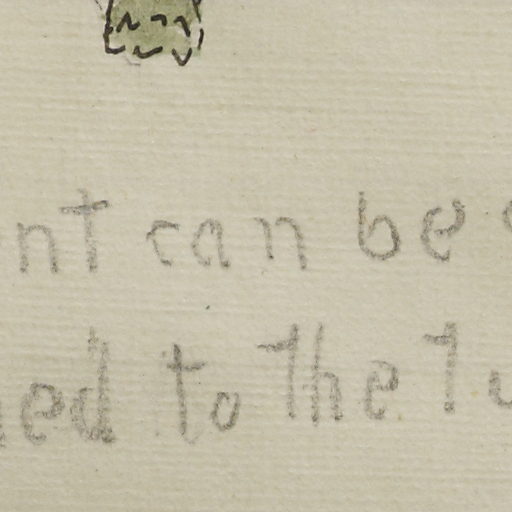 nt can be
ed to the